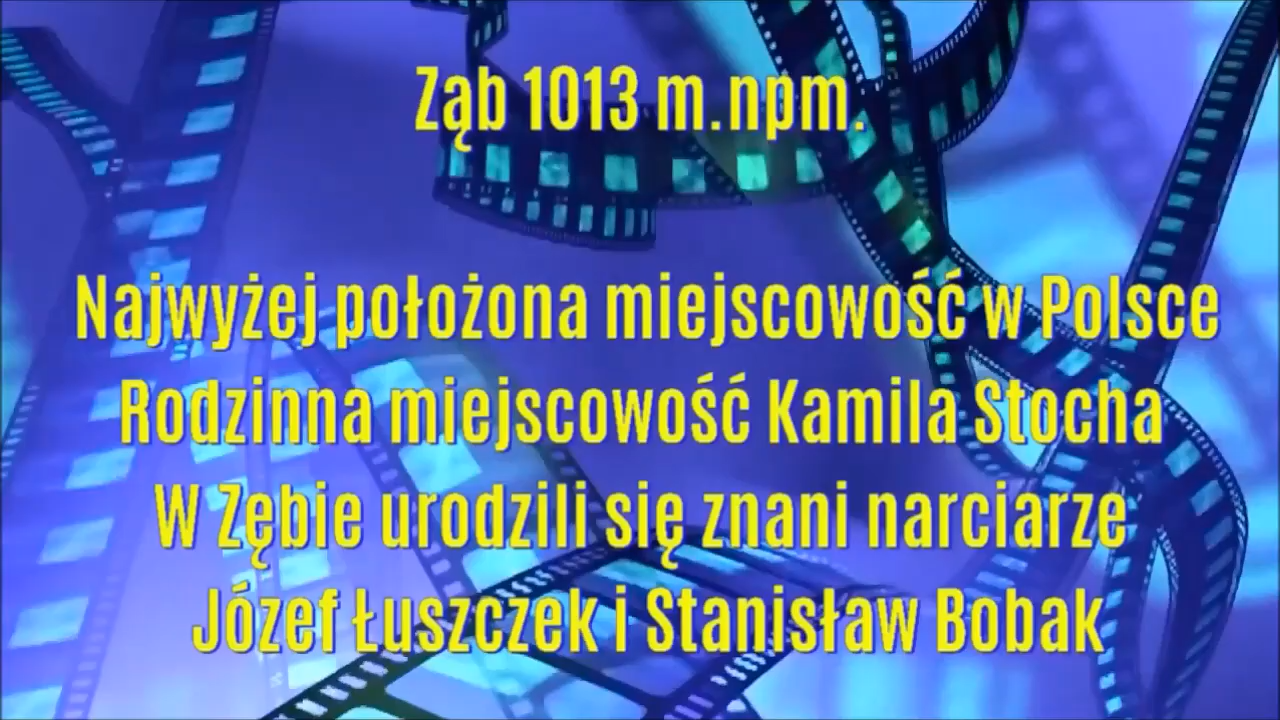 Ząb 1013 m.npm.
Najwyżej położona miejscowość w Polsce
Rodzinna miejscowość Kamila Stocha
W Zębie urodzili się znani narciarze
Józef Łuszczek i Stanisław Bobak